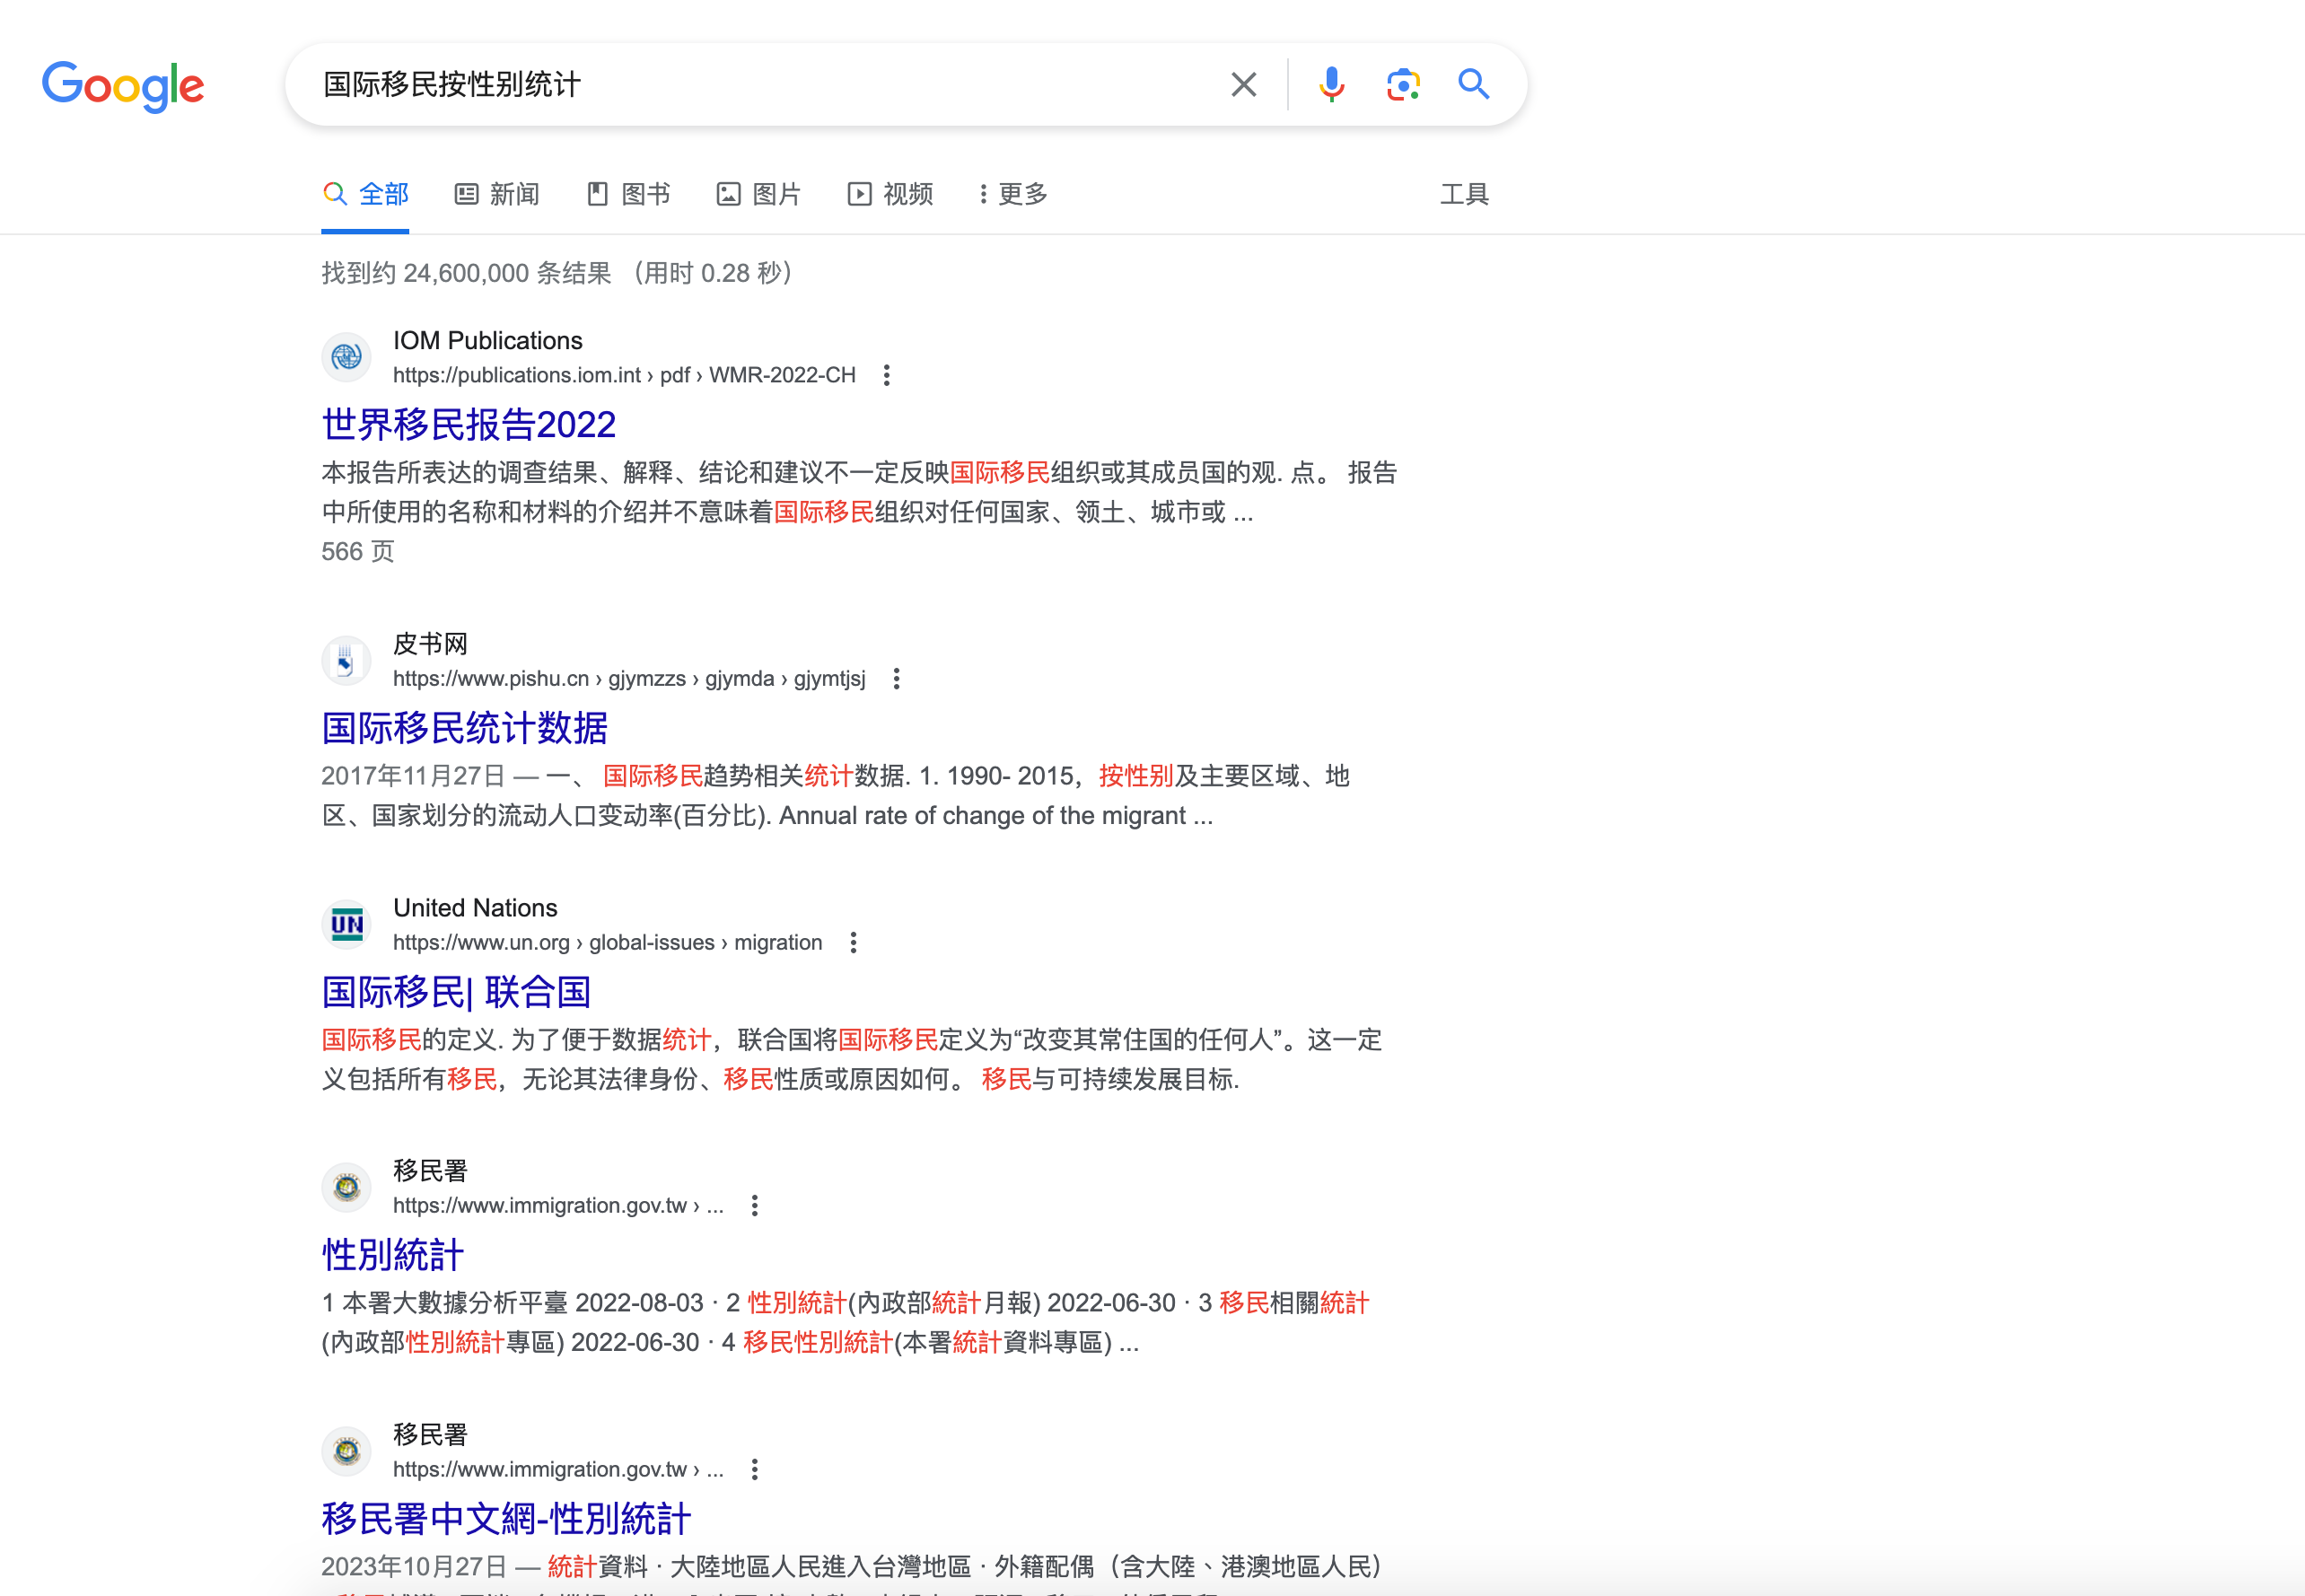 Google
国际移民按性别统计
全部 新闻 图书 图片 视频 更多 工具
找到约 24,600,000 条结果 （用时 0.28 秒）
IOM Publications
https://publications.iom.int › pdf › WMR-2022-CH
世界移民报告2022
本报告所表达的调查结果、解释、结论和建议不一定反映国际移民组织或其成员国的观. 点。 报告
中所使用的名称和材料的介绍并不意味着国际移民组织对任何国家、领土、城市或 ...
566 页
皮书网
https://www.pishu.cn › gjymzzs › gjymda › gjymtjsj
国际移民统计数据
2017年11月27日 — 一、 国际移民趋势相关统计数据. 1. 1990- 2015，按性别及主要区域、地
区、国家划分的流动人口变动率(百分比). Annual rate of change of the migrant ...
UN
United Nations
https://www.un.org › global-issues › migration
国际移民| 联合国
国际移民的定义. 为了便于数据统计，联合国将国际移民定义为“改变其常住国的任何人”。这一定
义包括所有移民，无论其法律身份、移民性质或原因如何。 移民与可持续发展目标.
移民署
https://www.immigration.gov.tw › ...
性別統計
1 本署大數據分析平臺 2022-08-03 · 2 性別統計(內政部統計月報) 2022-06-30 · 3 移民相關統計
(內政部性別統計專區) 2022-06-30 · 4 移民性別統計(本署統計資料專區) ...
移民署
https://www.immigration.gov.tw › ...
移民署中文網-性別統計
2023年10月27日 — 統計資料 · 大陸地區人民進入台灣地區 · 外籍配偶（含大陸、港澳地區人民）